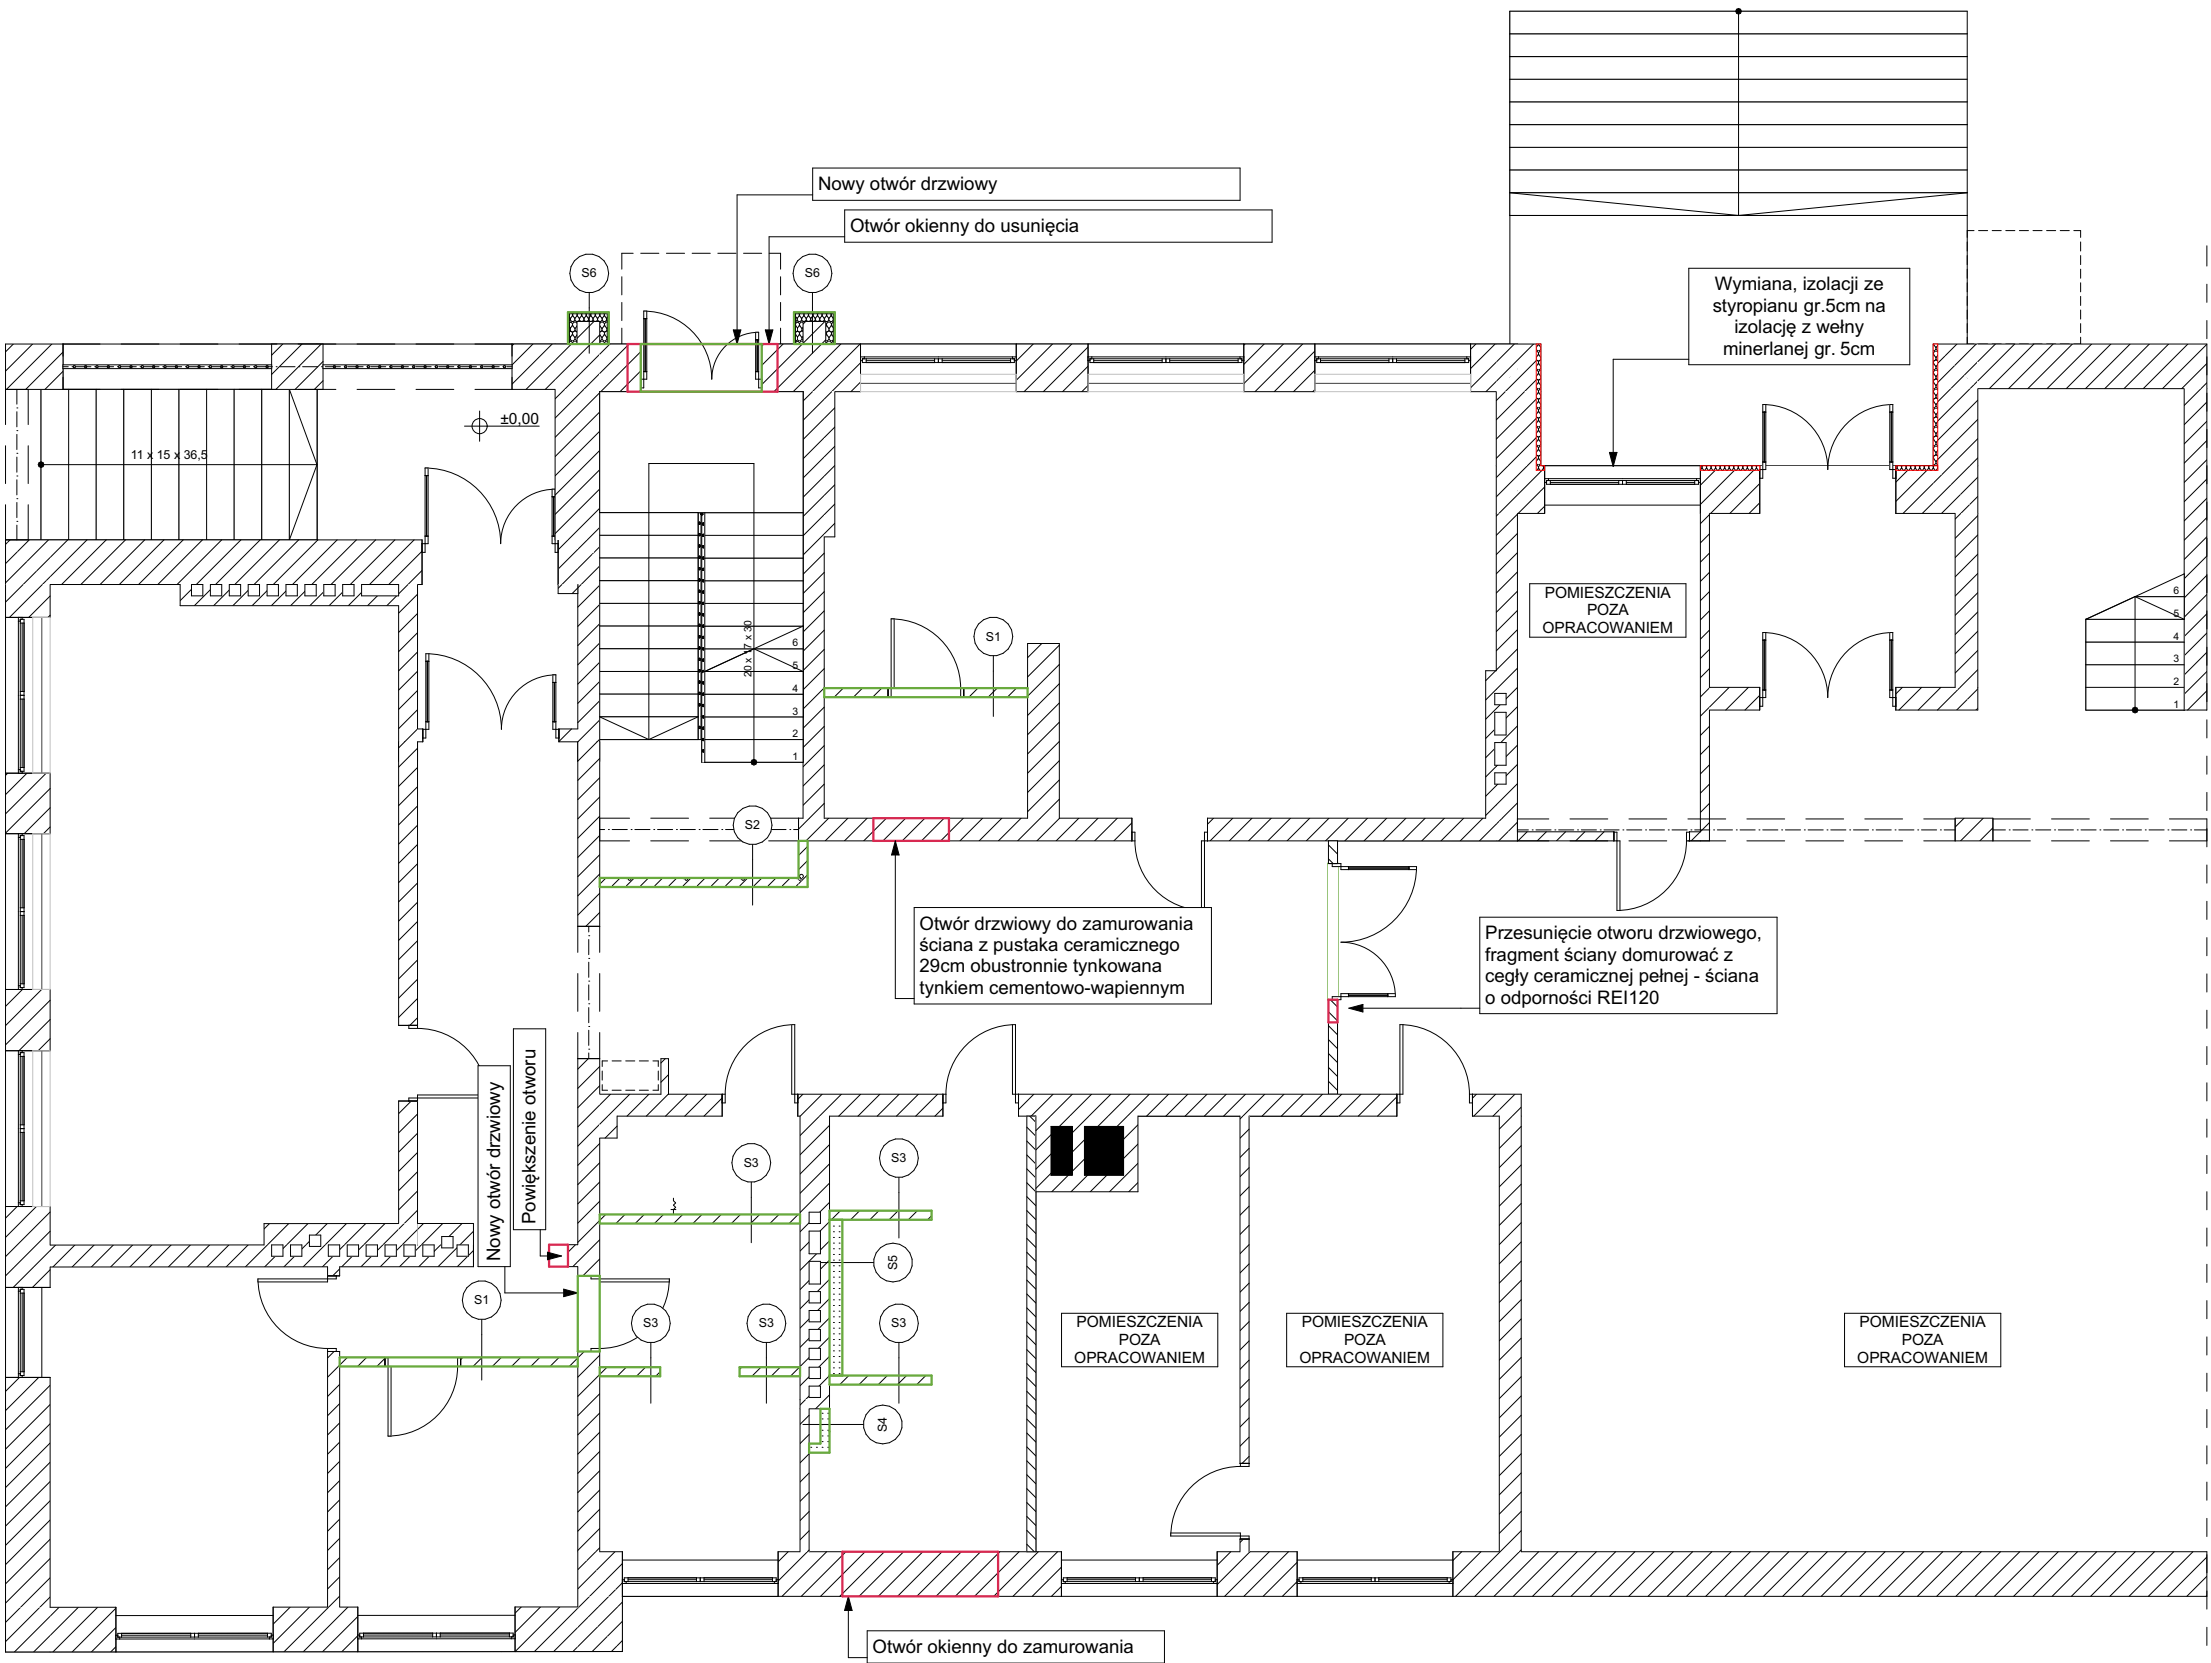 Nowy otwór drzwiowy
Otwór okienny do usunięcia
S6
S6
Wymiana, izolacji ze
styropianu gr.5cm na
izolację z wełny
minerlanej gr. 5cm
±0,00
11 x 15 x 36,5
POMIESZCZENIA
POZA
OPRACOWANIEM
S1
20 x 17 x 30
6
5
4
3
2
1
6
5
4
3
2
1
S2
Otwór drzwiowy do zamurowania
ściana z pustaka ceramicznego
29cm obustronnie tynkowana
tynkiem cementowo-wapiennym
Przesunięcie otworu drzwiowego,
fragment ściany domurować z
cegły ceramicznej pełnej - ściana
o odporności REI120
Nowy otwór drzwiowy
Powiększenie otworu
S3
S3
S5
S1
S3
S3
S3
S4
POMIESZCZENIA
POZA
OPRACOWANIEM
POMIESZCZENIA
POZA
OPRACOWANIEM
POMIESZCZENIA
POZA
OPRACOWANIEM
Otwór okienny do zamurowania